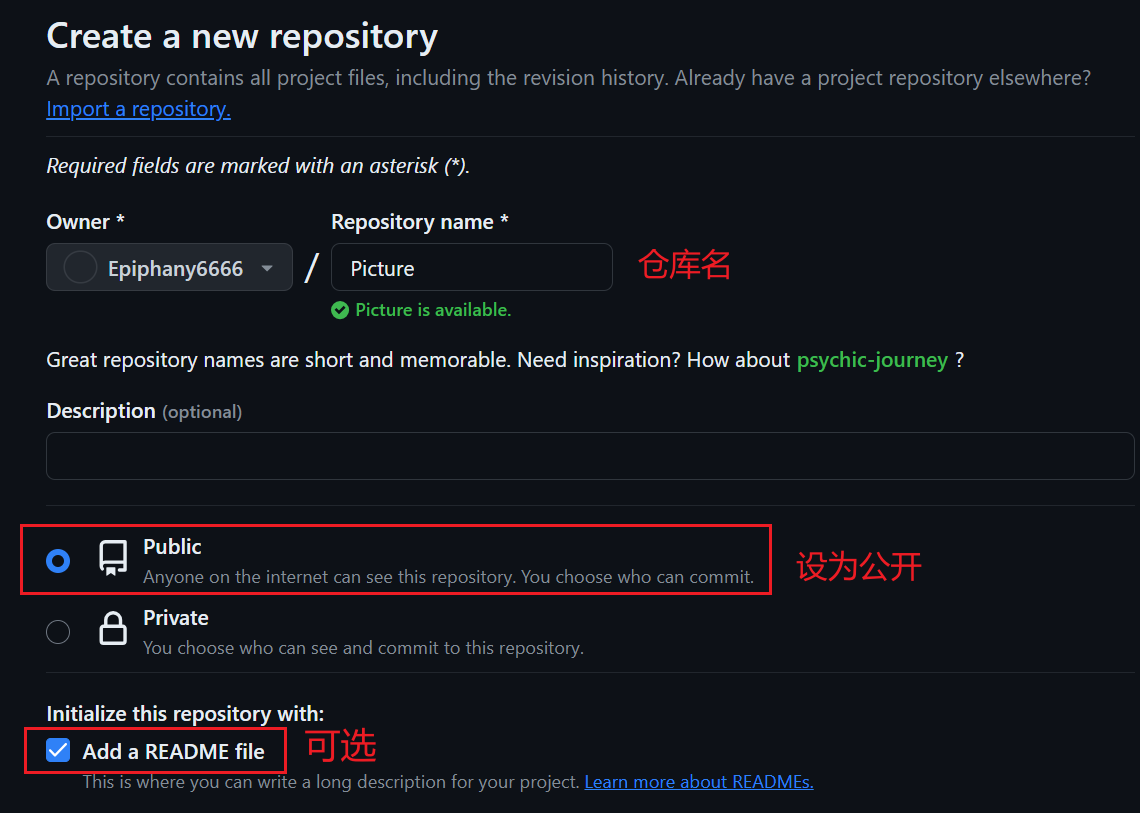 Create a new repository
A repository contains all project files, including the revision history. Already have a project repository elsewhere?
Import a repository.
Required fields are marked with an asterisk (*).
Owner *
Repository name *
Epiphany6666 / Picture 仓库名
Picture is available.
Great repository names are short and memorable. Need inspiration? How about psychic-journey ?
Description (optional)
Public
Anyone on the internet can see this repository. You choose who can commit.
设为公开
Private
You choose who can see and commit to this repository.
Initialize this repository with:
Add a README file 可选
This is where you can write a long description for your project. Learn more about READMEs.